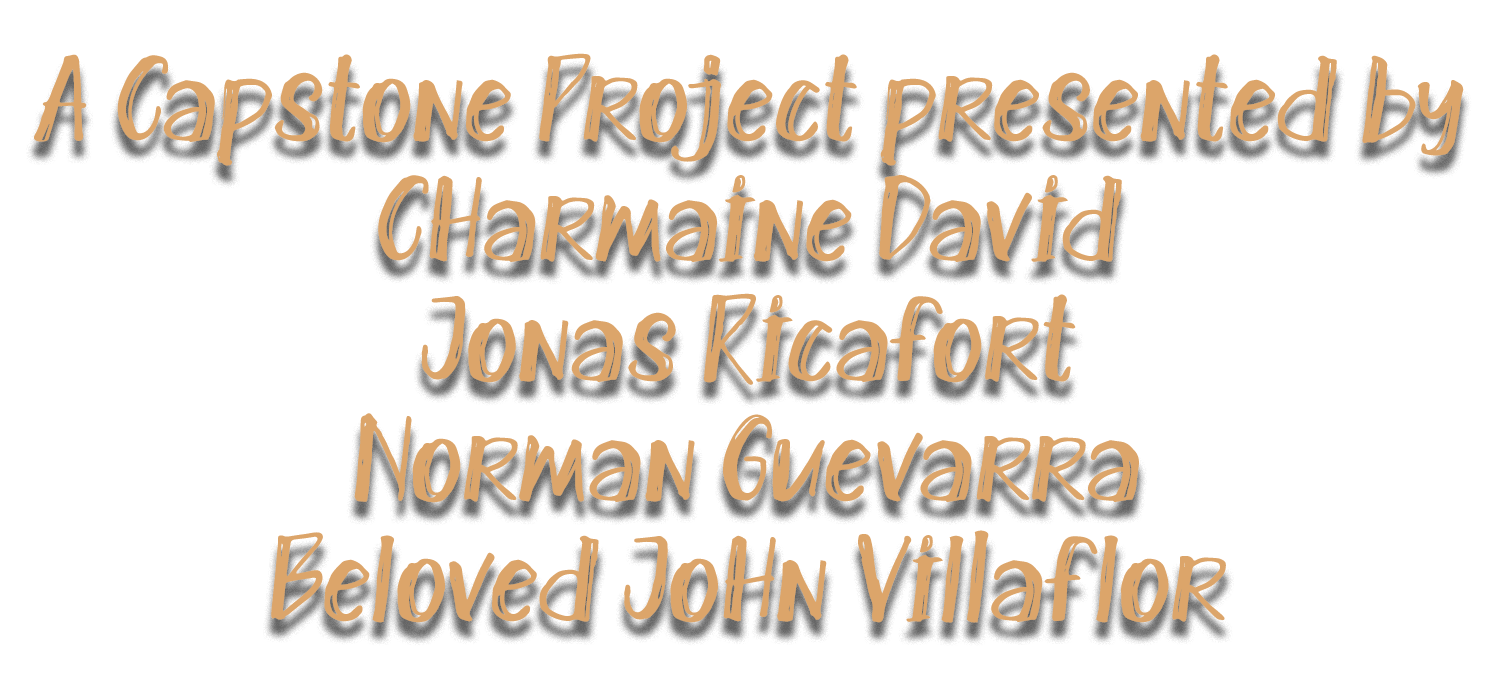 A Capstone Project presented by
Charmaine David
Jonas Ricafort
Norman Guevarra
Beloved John Villaflor